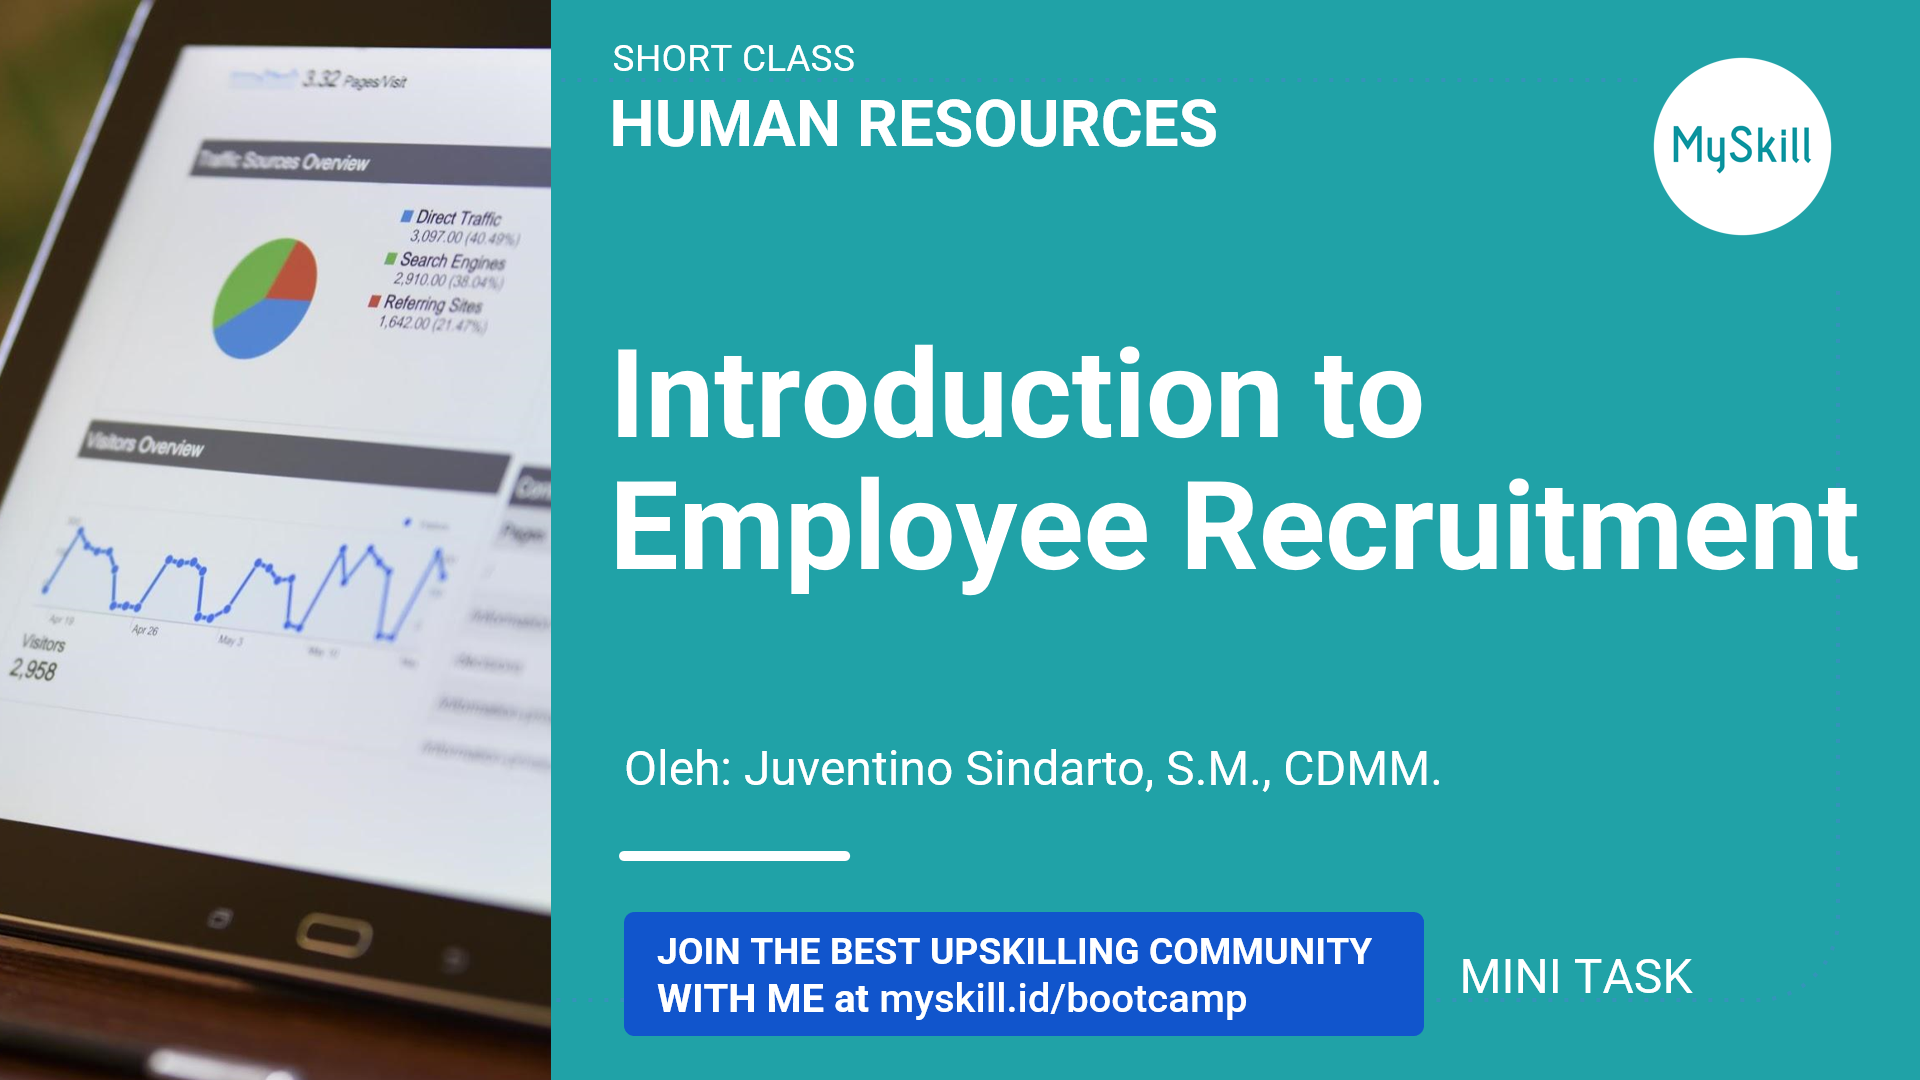 SHORT CLASS
HUMAN RESOURCES
MySkill
Introduction to
Employee Recruitment
Oleh: Juventino Sindarto, S.M., CDMM.
JOIN THE BEST UPSKILLING COMMUNITY
WITH ME at myskill.id/bootcamp
MINI TASK
3.32 Pages/Visit
Traffic Sources Overview
Direct Traffic
3,097.00 (40.49%)
Search Engines
2,910.00 (38.04%)
Referring Sites
1,642.00 (21.47%)
Visitors Overview
Pages
Apr 19
Apr 26
May 3
Visitors
2,958